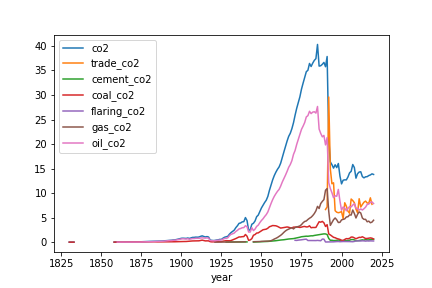 40
35
30
25
20
15
10
5
0
co2
trade_co2
cement_co2
coal_co2
flaring_co2
gas_co2
oil_co2
1825 1850 1875 1900 1925 1950 1975 2000 2025
year